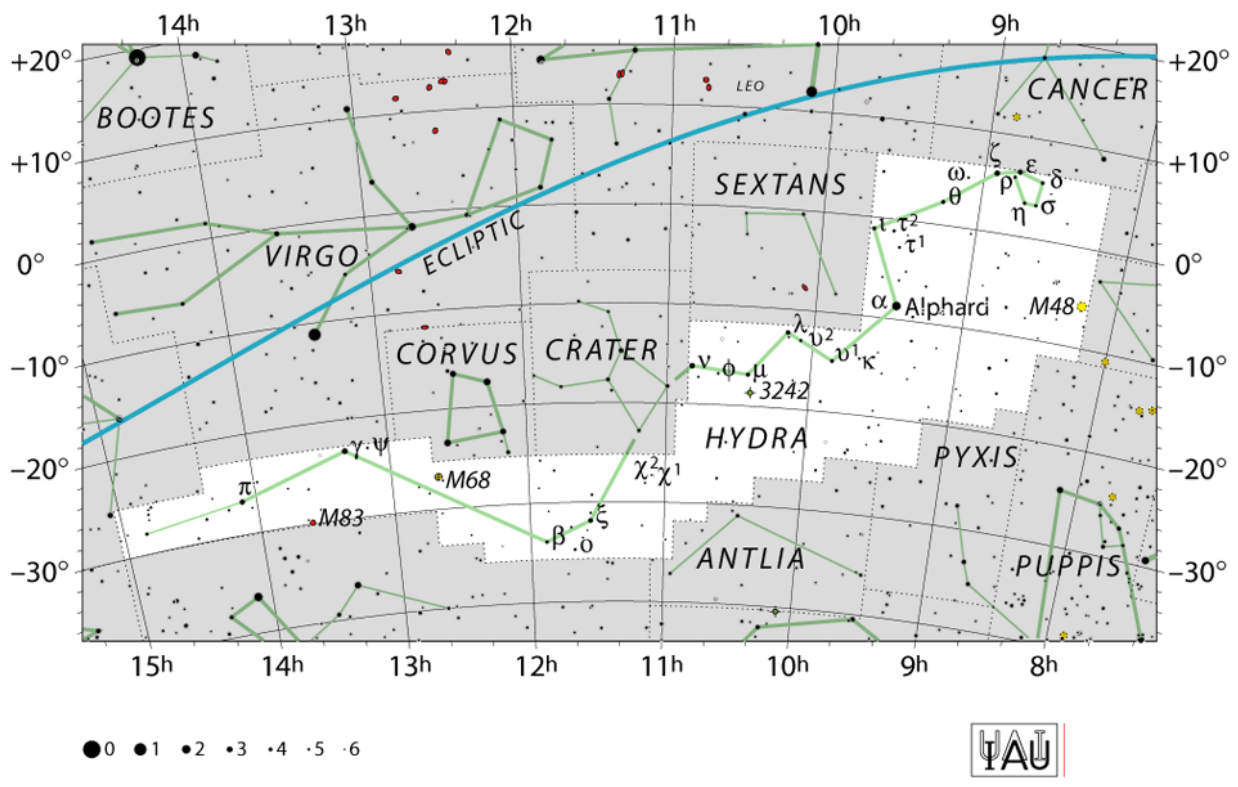 14h 13h 12h 11h 10h 9h
+20° +20°
LEO
CANCER
BOOTES
+10° +10°
ζ ε
ω ρ δ
SEXTANS
θ η σ
ι τ² τ¹
VIRGO
ECLIPTIC
0° 0°
α Alphard M48
λ υ²
CORVUS CRATER
υ¹ κ
−10° −10°
ν φ μ
3242
HYDRA
γ ψ
PYXIS
−20° −20°
χ² χ¹
M68
π
M83
ξ
β ο
ANTLIA
PUPPIS
−30° −30°
15h 14h 13h 12h 11h 10h 9h 8h
0 1 2 3 4 5 6
IAU